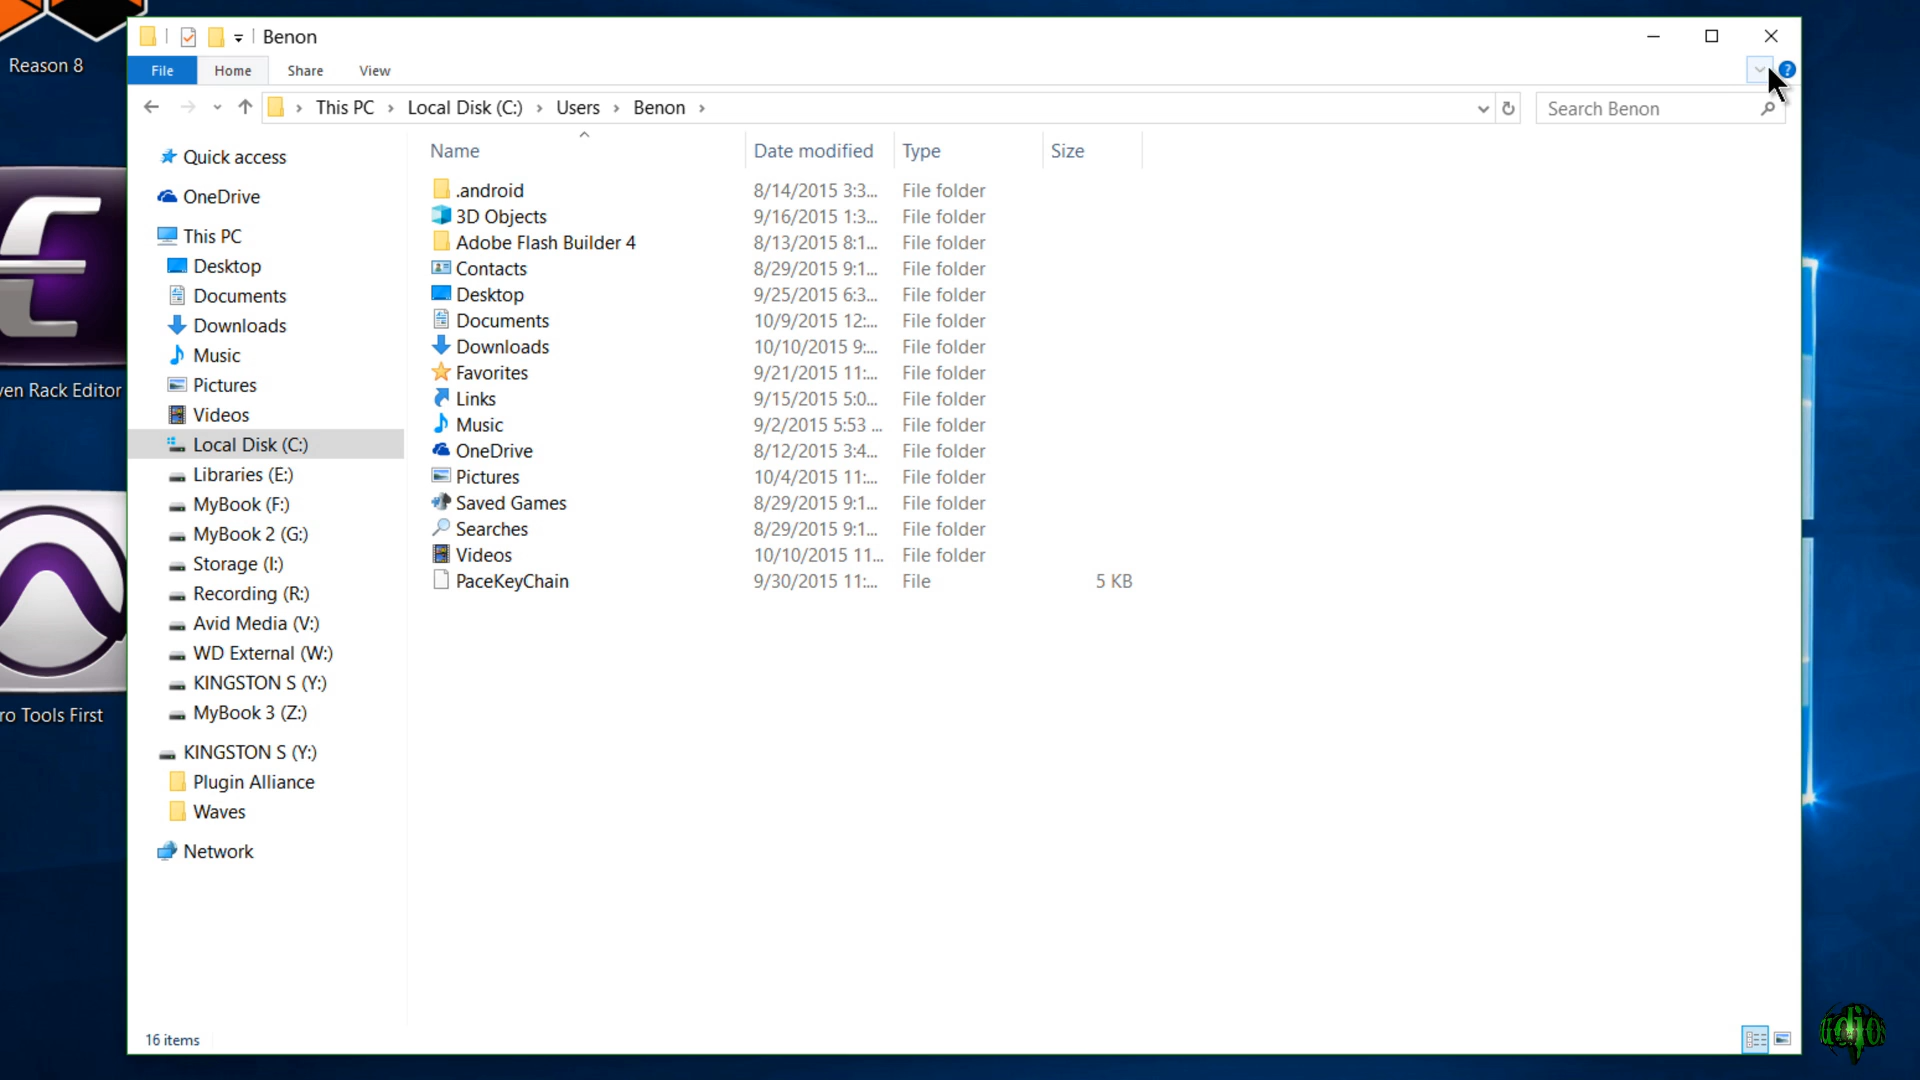 Reason 8
Benon
File Home Share View
?
This PC Local Disk (C:) Users Benon
Search Benon
Name Date modified Type Size
Quick access
OneDrive
This PC
Desktop
Documents
Downloads
Music
Pictures
Videos
Local Disk (C:)
Libraries (E:)
MyBook (F:)
MyBook 2 (G:)
Storage (I:)
Recording (R:)
Avid Media (V:)
WD External (W:)
KINGSTON S (Y:)
MyBook 3 (Z:)
KINGSTON S (Y:)
Plugin Alliance
Waves
Network
.android 8/14/2015 3:3... File folder
3D Objects 9/16/2015 1:3... File folder
Adobe Flash Builder 4 8/13/2015 8:1... File folder
Contacts 8/29/2015 9:1... File folder
Desktop 9/25/2015 6:3... File folder
Documents 10/9/2015 12:... File folder
Downloads 10/10/2015 9:... File folder
Favorites 9/21/2015 11:... File folder
Links 9/15/2015 5:0... File folder
Music 9/2/2015 5:53 ... File folder
OneDrive 8/12/2015 3:4... File folder
Pictures 10/4/2015 11:... File folder
Saved Games 8/29/2015 9:1... File folder
Searches 8/29/2015 9:1... File folder
Videos 10/10/2015 11... File folder
PaceKeyChain 9/30/2015 11:... File 5 KB
ven Rack Editor
ro Tools First
16 items